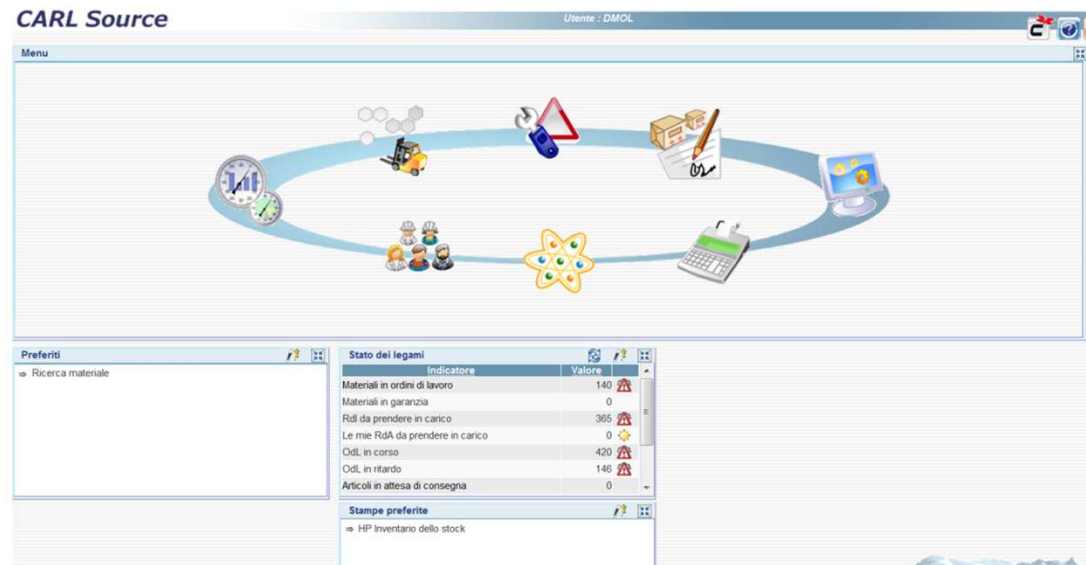 CARL Source
Utente : DMOL
Menu
Preferiti
⇒ Ricerca materiale
Stato dei legami
Indicatore Valore
Materiali in ordini di lavoro 140
Materiali in garanzia 0
RdI da prendere in carico 365
Le mie RdA da prendere in carico 0
OdL in corso 420
OdL in ritardo 146
Articoli in attesa di consegna 0
Stampe preferite
⇒ HP Inventario dello stock